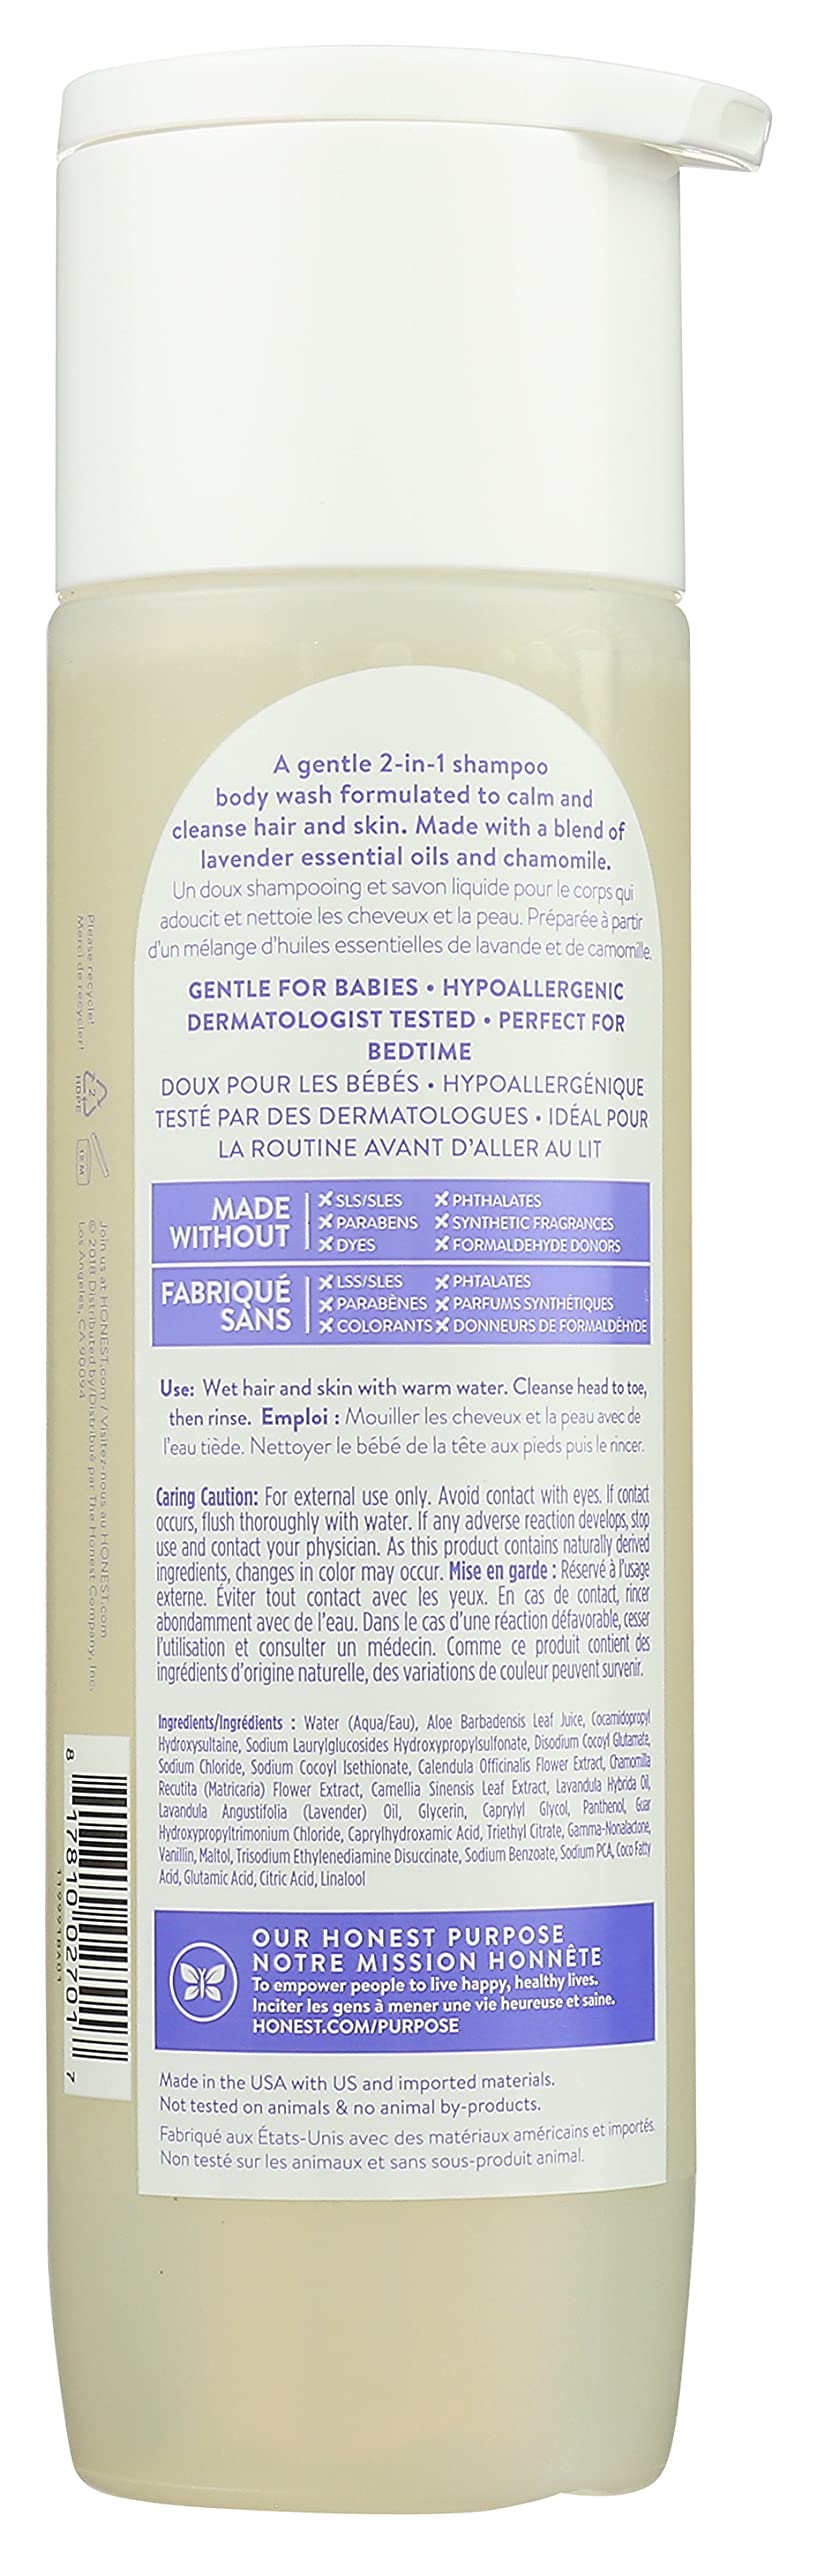 A gentle 2-in-1 shampoo
body wash formulated to calm and
cleanse hair and skin. Made with a blend of
lavender essential oils and chamomile.
Un doux shampooing et savon liquide pour le corps qui
adoucit et nettoie les cheveux et la peau. Préparée à partir
d'un mélange d'huiles essentielles de lavande et de camomille.
GENTLE FOR BABIES • HYPOALLERGENIC
DERMATOLOGIST TESTED • PERFECT FOR
BEDTIME
DOUX POUR LES BÉBÉS • HYPOALLERGÉNIQUE
TESTÉ PAR DES DERMATOLOGUES • IDÉAL POUR
LA ROUTINE AVANT D'ALLER AU LIT
MADE WITHOUT
SLS/SLES PHTHALATES
PARABENS SYNTHETIC FRAGRANCES
DYES FORMALDEHYDE DONORS
FABRIQUÉ SANS
LSS/SLES PHTALATES
PARABÈNES PARFUMS SYNTHÉTIQUES
COLORANTS DONNEURS DE FORMALDÉHYDE
Use: Wet hair and skin with warm water. Cleanse head to toe,
then rinse. Emploi : Mouiller les cheveux et la peau avec de
l'eau tiède. Nettoyer le bébé de la tête aux pieds puis le rincer.
Caring Caution: For external use only. Avoid contact with eyes. If contact
occurs, flush thoroughly with water. If any adverse reaction develops, stop
use and contact your physician. As this product contains naturally derived
ingredients, changes in color may occur. Mise en garde : Réservé à l'usage
externe. Éviter tout contact avec les yeux. En cas de contact, rincer
abondamment avec de l'eau. Dans le cas d'une réaction défavorable, cesser
l'utilisation et consulter un médecin. Comme ce produit contient des
ingrédients d'origine naturelle, des variations de couleur peuvent survenir.
Ingredients/Ingrédients : Water (Aqua/Eau), Aloe Barbadensis Leaf Juice, Cocamidopropyl
Hydroxysultaine, Sodium Laurylglucosides Hydroxypropylsulfonate, Disodium Cocoyl Glutamate,
Sodium Chloride, Sodium Cocoyl Isethionate, Calendula Officinalis Flower Extract, Chamomilla
Recutita (Matricaria) Flower Extract, Camellia Sinensis Leaf Extract, Lavandula Hybrida Oil,
Lavandula Angustifolia (Lavender) Oil, Glycerin, Caprylyl Glycol, Panthenol, Guar
Hydroxypropyltrimonium Chloride, Caprylhydroxamic Acid, Triethyl Citrate, Gamma-Nonalactone,
Vanillin, Maltol, Trisodium Ethylenediamine Disuccinate, Sodium Benzoate, Sodium PCA, Coco Fatty
Acid, Glutamic Acid, Citric Acid, Linalool
OUR HONEST PURPOSE
NOTRE MISSION HONNÊTE
To empower people to live happy, healthy lives.
Inciter les gens à mener une vie heureuse et saine.
HONEST.COM/PURPOSE
Made in the USA with US and imported materials.
Not tested on animals & no animal by-products.
Fabriqué aux États-Unis avec des matériaux américains et importés.
Non testé sur les animaux et sans sous-produit animal.
Please recycle!
Merci de recycler!
2
HDPE
12 M
Join us at HONEST.com / Visitez-nous au HONEST.com
© 2018 Distributed by/Distribué par The Honest Company, Inc.
Los Angeles, CA 90094
8 17810 02701 7